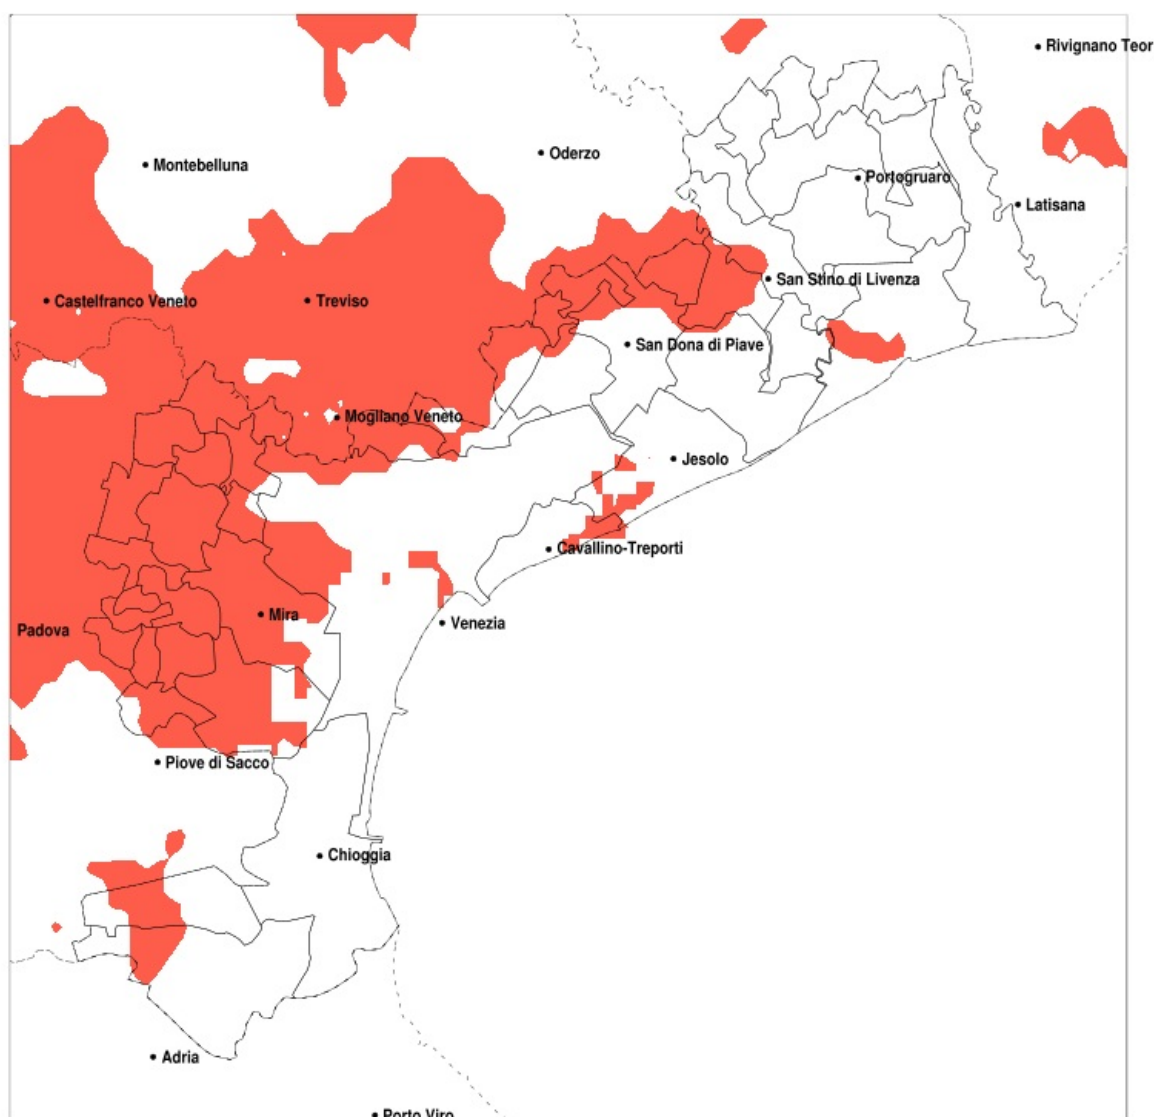 Rivignano Teor
Oderzo
Montebelluna
Portogruaro
Latisana
San Stino di Livenza
Castelfranco Veneto
Treviso
San Dona di Piave
Mogliano Veneto
Jesolo
Cavallino-Treporti
Mira
Venezia
Padova
Piove di Sacco
Chioggia
Adria
Porto Viro